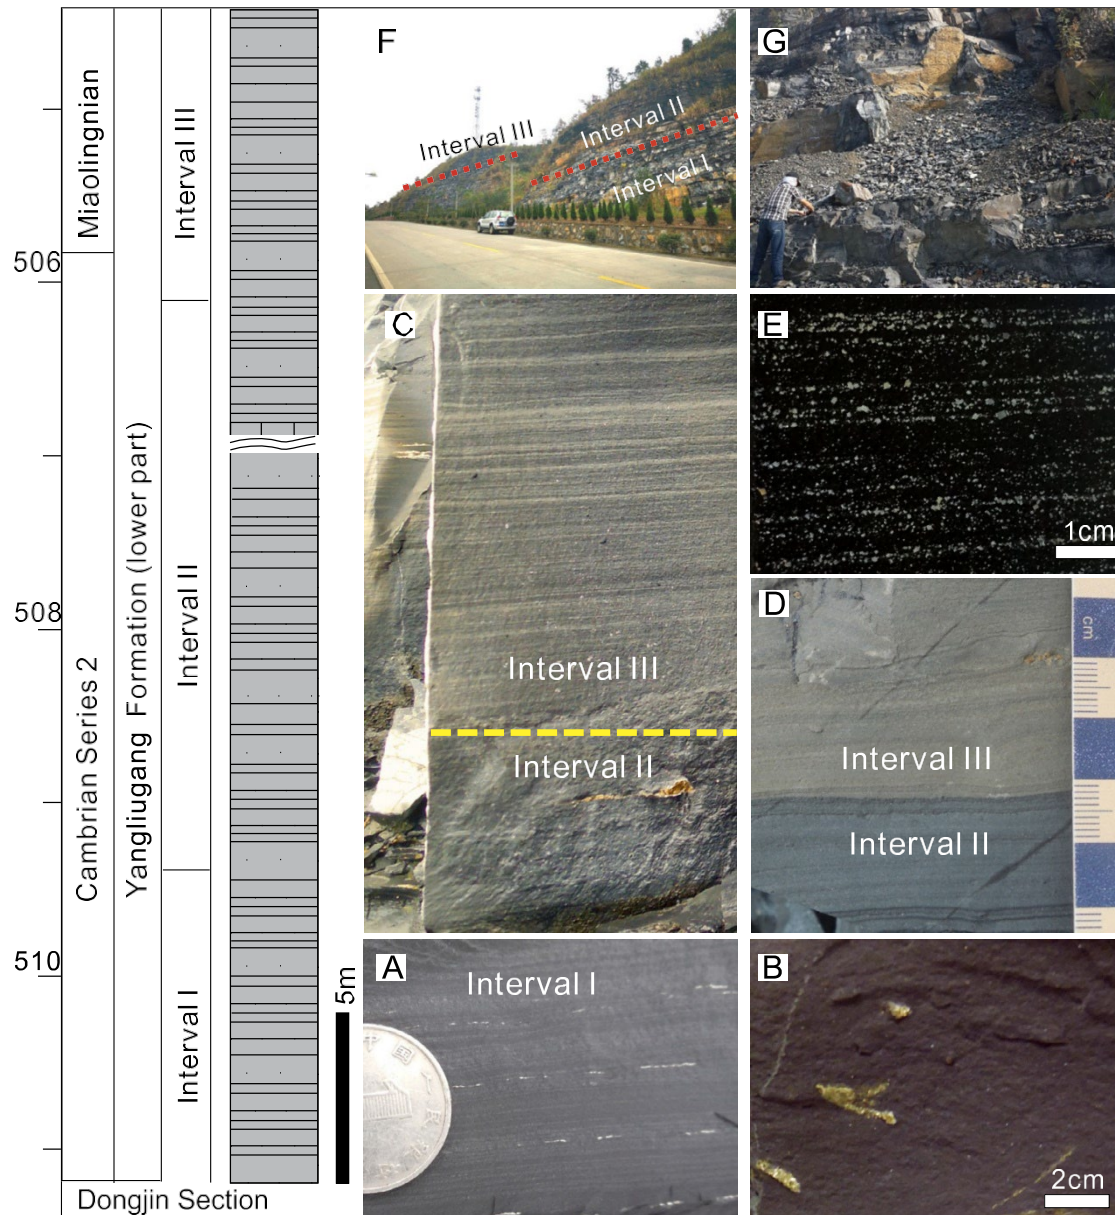 Miaolingnian
506
508
510
Cambrian Series 2
Yangliugang Formation (lower part)
Interval III
Interval II
Interval I
5m
Dongjin Section
F
Interval III
Interval II
Interval I
G
C
Interval III
Interval II
E
1cm
D
cm
Interval III
Interval II
A
Interval I
B
2cm